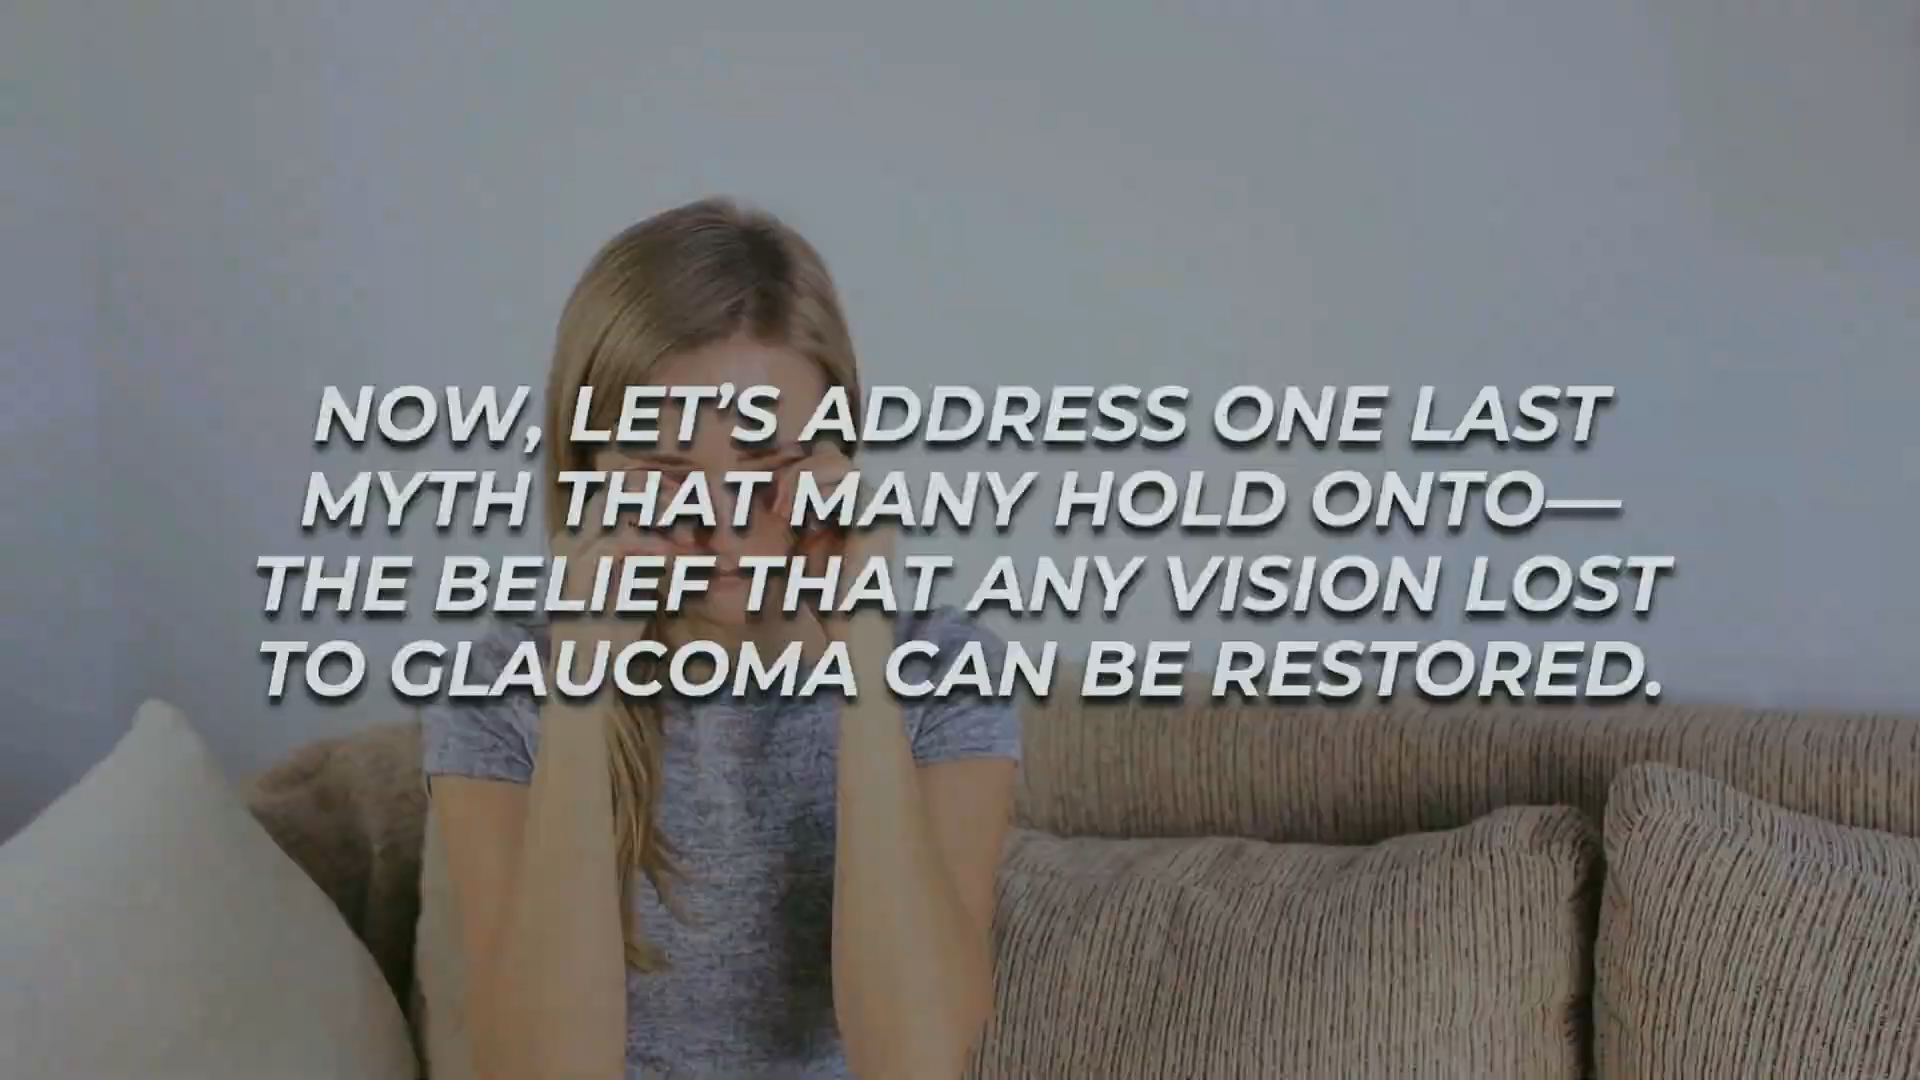 NOW, LET’S ADDRESS ONE LAST
MYTH THAT MANY HOLD ONTO—
THE BELIEF THAT ANY VISION LOST
TO GLAUCOMA CAN BE RESTORED.